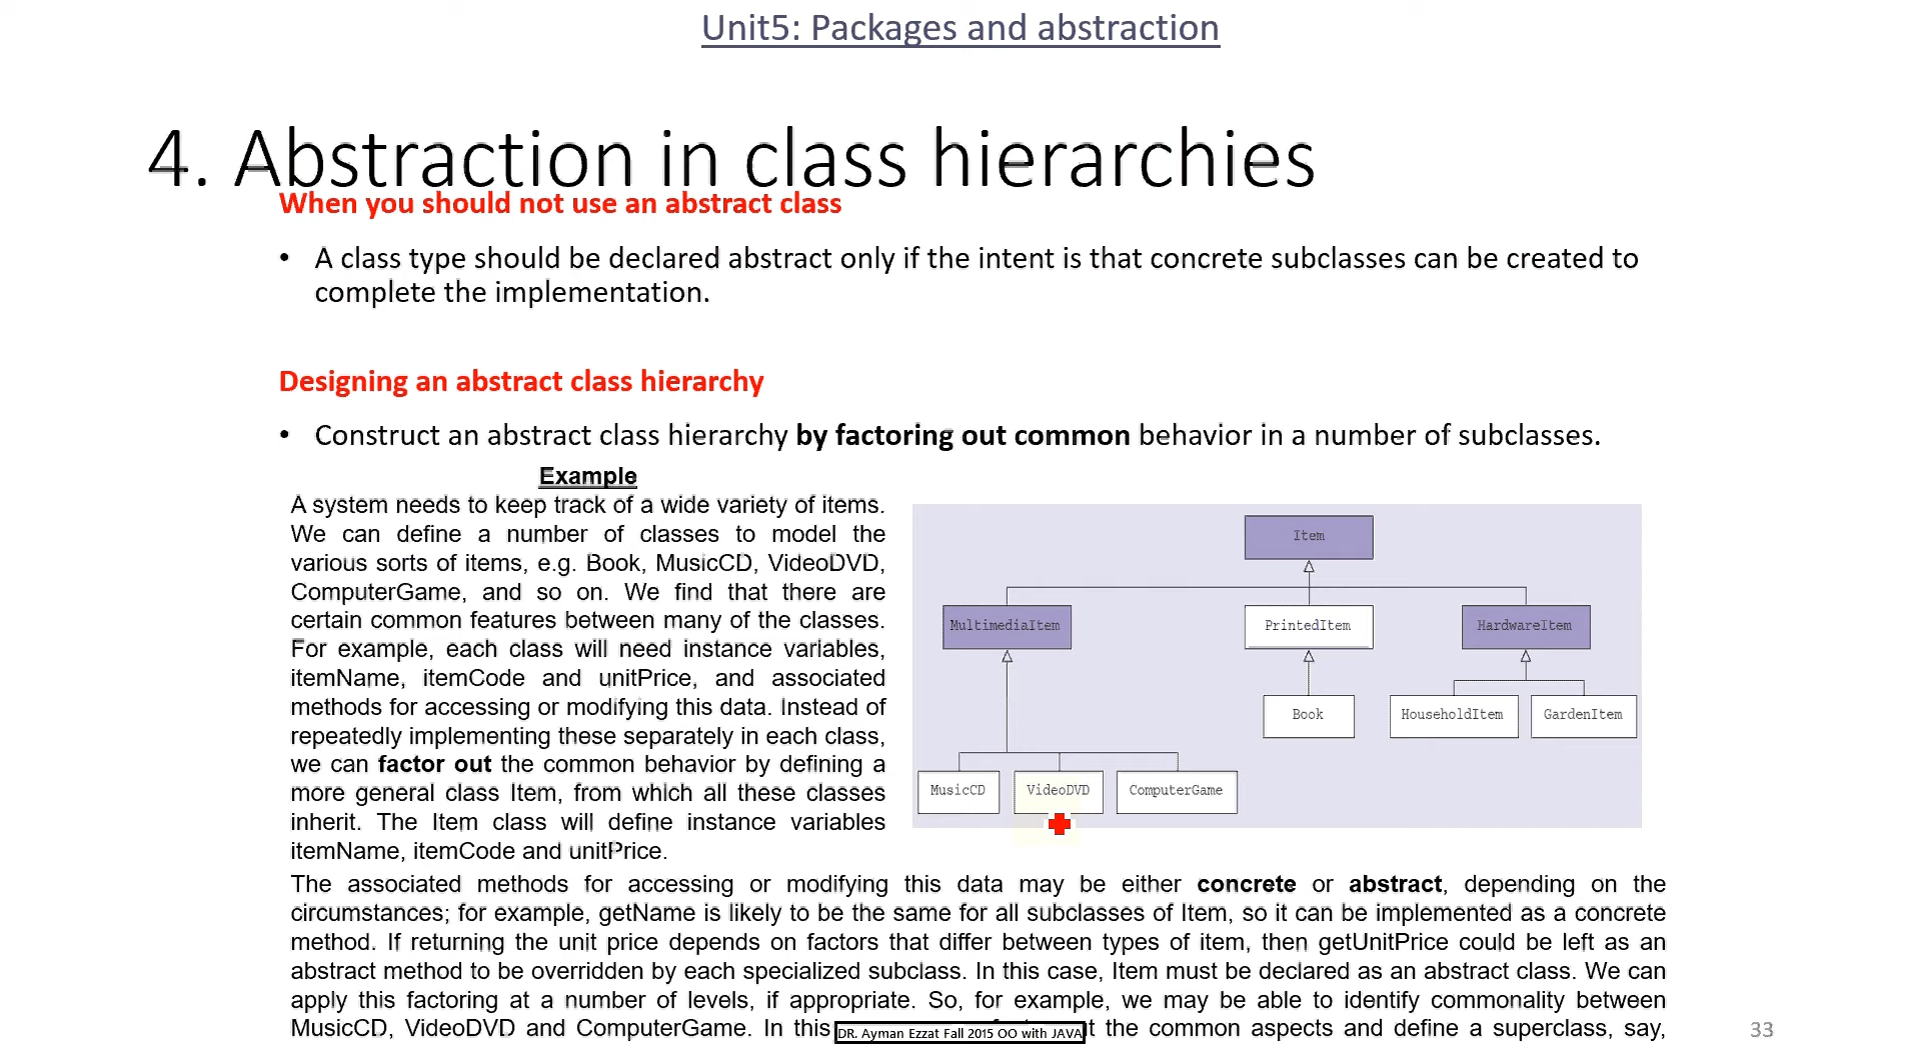 Unit5: Packages and abstraction
4. Abstraction in class hierarchies
When you should not use an abstract class
• A class type should be declared abstract only if the intent is that concrete subclasses can be created to
complete the implementation.
Designing an abstract class hierarchy
• Construct an abstract class hierarchy by factoring out common behavior in a number of subclasses.
Example
A system needs to keep track of a wide variety of items.
We can define a number of classes to model the
various sorts of items, e.g. Book, MusicCD, VideoDVD,
ComputerGame, and so on. We find that there are
certain common features between many of the classes.
For example, each class will need instance variables,
itemName, itemCode and unitPrice, and associated
methods for accessing or modifying this data. Instead of
repeatedly implementing these separately in each class,
we can factor out the common behavior by defining a
more general class Item, from which all these classes
inherit. The Item class will define instance variables
itemName, itemCode and unitPrice.
Item
MultimediaItem
PrintedItem
HardwareItem
Book
HouseholdItem
GardenItem
MusicCD
VideoDVD
ComputerGame
The associated methods for accessing or modifying this data may be either concrete or abstract, depending on the
circumstances; for example, getName is likely to be the same for all subclasses of Item, so it can be implemented as a concrete
method. If returning the unit price depends on factors that differ between types of item, then getUnitPrice could be left as an
abstract method to be overridden by each specialized subclass. In this case, Item must be declared as an abstract class. We can
apply this factoring at a number of levels, if appropriate. So, for example, we may be able to identify commonality between
MusicCD, VideoDVD and ComputerGame. In this the common aspects and define a superclass, say,
DR. Ayman Ezzat Fall 2015 OO with JAVA
33